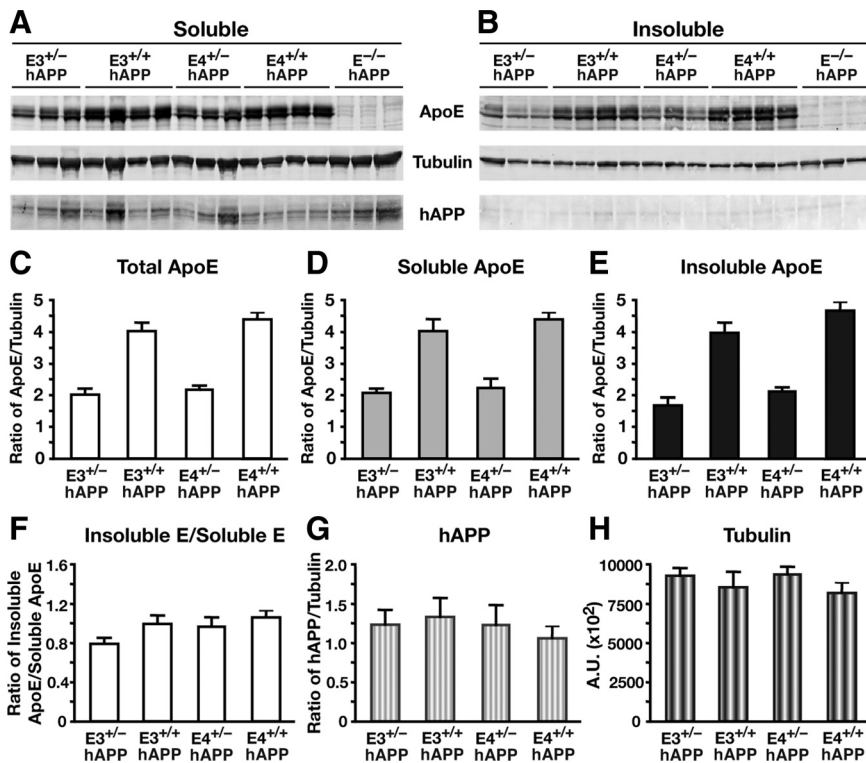 A
Soluble
E3+/− hAPP E3+/+ hAPP E4+/− hAPP E4+/+ hAPP E−/− hAPP
B
Insoluble
E3+/− hAPP E3+/+ hAPP E4+/− hAPP E4+/+ hAPP E−/− hAPP
ApoE
Tubulin
hAPP
C
Total ApoE
Ratio of ApoE/Tubulin
5
4
3
2
1
0
E3+/− hAPP E3+/+ hAPP E4+/− hAPP E4+/+ hAPP
D
Soluble ApoE
Ratio of ApoE/Tubulin
5
4
3
2
1
0
E3+/− hAPP E3+/+ hAPP E4+/− hAPP E4+/+ hAPP
E
Insoluble ApoE
Ratio of ApoE/Tubulin
5
4
3
2
1
0
E3+/− hAPP E3+/+ hAPP E4+/− hAPP E4+/+ hAPP
F
Insoluble E/Soluble E
Ratio of Insoluble
ApoE/Soluble ApoE
1.6
1.2
0.8
0.4
0
E3+/− hAPP E3+/+ hAPP E4+/− hAPP E4+/+ hAPP
G
hAPP
Ratio of hAPP/Tubulin
2.0
1.5
1.0
0.5
0
E3+/− hAPP E3+/+ hAPP E4+/− hAPP E4+/+ hAPP
H
Tubulin
A.U. (x10²)
10000
7500
5000
2500
0
E3+/− hAPP E3+/+ hAPP E4+/− hAPP E4+/+ hAPP